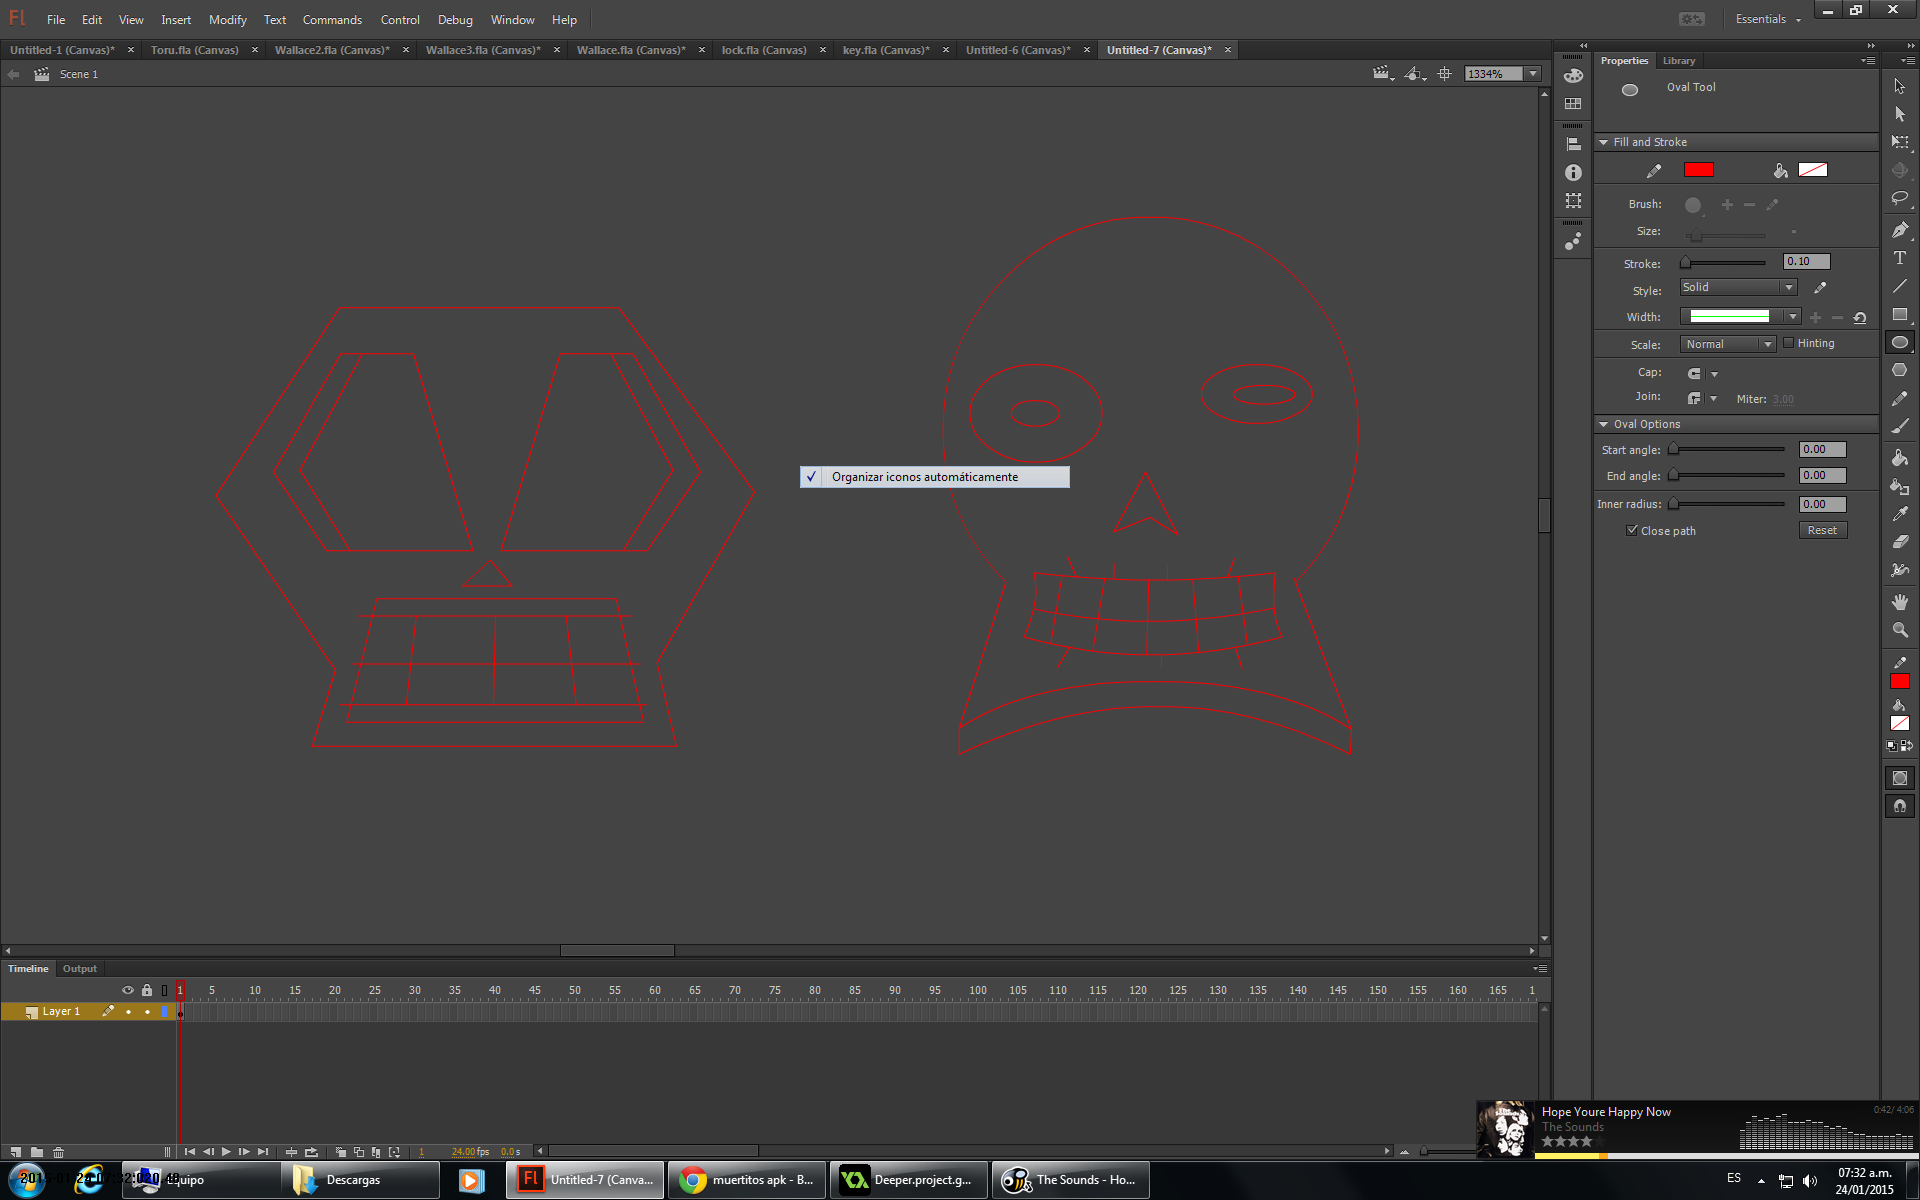 Fl File Edit View Insert Modify Text Commands Control Debug Window Help Essentials
Untitled-1 (Canvas)* Toru.fla (Canvas) Wallace2.fla (Canvas)* Wallace3.fla (Canvas)* Wallace.fla (Canvas)* lock.fla (Canvas) key.fla (Canvas)* Untitled-6 (Canvas)* Untitled-7 (Canvas)*
Scene 1 1334%
Properties Library
Oval Tool
Fill and Stroke
Brush:
Size:
Stroke: 0.10
Style: Solid
Width:
Scale: Normal Hinting
Cap:
Join: Miter: 3.00
Oval Options
Start angle: 0.00
End angle: 0.00
Inner radius: 0.00
Close path Reset
Organizar iconos automáticamente
Timeline Output
1 5 10 15 20 25 30 35 40 45 50 55 60 65 70 75 80 85 90 95 100 105 110 115 120 125 130 135 140 145 150 155 160 165 1
Layer 1
1 24.00 fps 0.0 s
Hope Youre Happy Now 0:42/ 4:06
The Sounds
Equipo Descargas Untitled-7 (Canva... muertitos apk - B... Deeper.project.g... The Sounds - Ho... ES
07:32 a.m.
24/01/2015